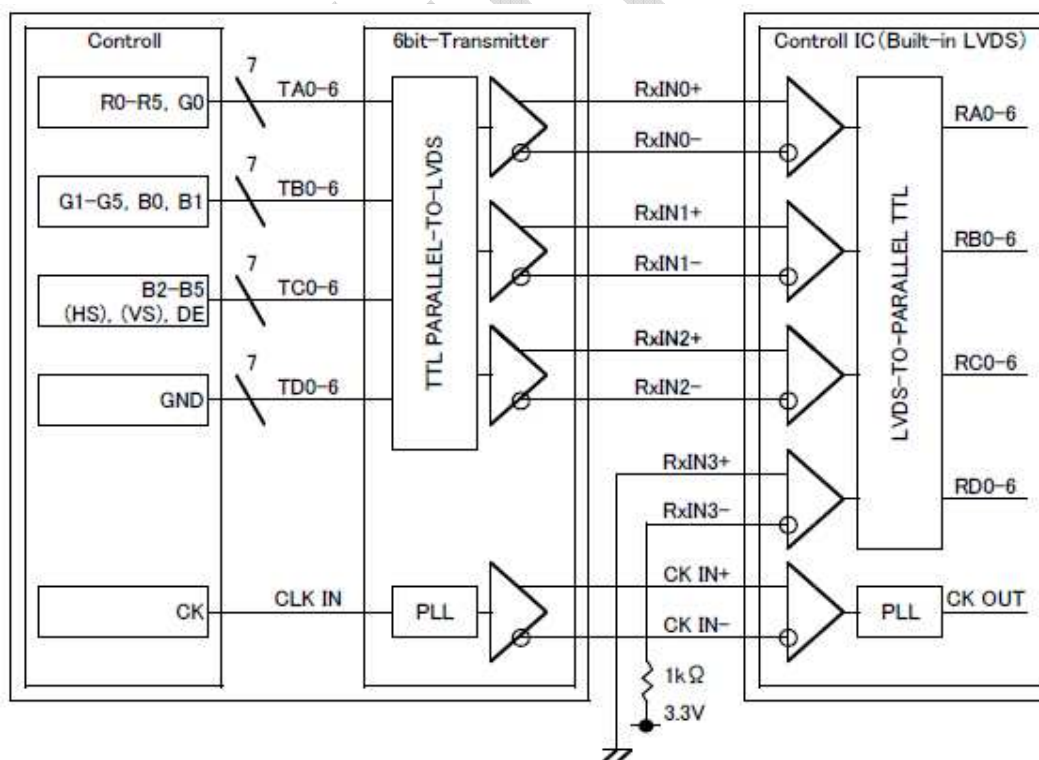 Controll
6bit-Transmitter
Controll IC(Built-in LVDS)
R0-R5, G0
7
TA0-6
G1-G5, B0, B1
7
TB0-6
B2-B5
(HS), (VS), DE
7
TC0-6
GND
7
TD0-6
TTL PARALLEL-TO-LVDS
RxIN0+
RxIN0-
RxIN1+
RxIN1-
RxIN2+
RxIN2-
RxIN3+
RxIN3-
LVDS-TO-PARALLEL TTL
RA0-6
RB0-6
RC0-6
RD0-6
CK
CLK IN
PLL
CK IN+
CK IN-
PLL
CK OUT
1kΩ
3.3V